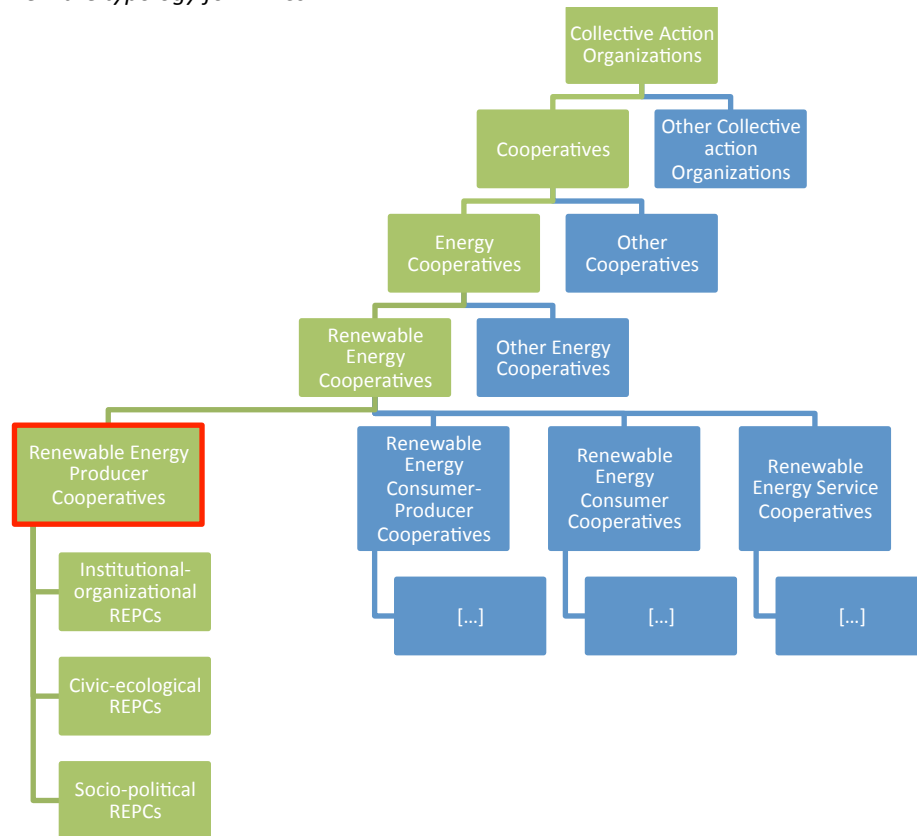 typology for
Collective Action
Organizations
Cooperatives
Other Collective
action
Organizations
Energy
Cooperatives
Other
Cooperatives
Renewable
Energy
Cooperatives
Other Energy
Cooperatives
Renewable Energy
Producer
Cooperatives
Renewable
Energy
Consumer-
Producer
Cooperatives
Renewable
Energy
Consumer
Cooperatives
Renewable
Energy Service
Cooperatives
Institutional-
organizational
REPCs
[...]
[...]
[...]
Civic-ecological
REPCs
Socio-political
REPCs